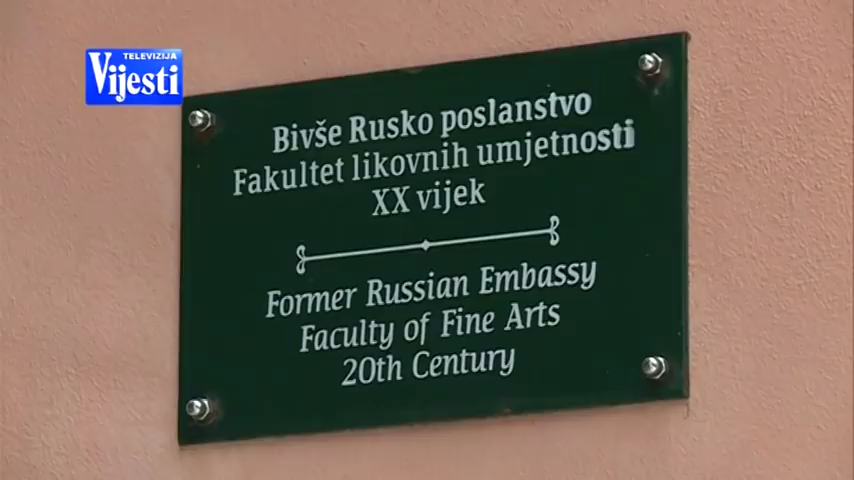 TELEVIZIJA
Vijesti
Bivše Rusko poslanstvo
Fakultet likovnih umjetnosti
XX vijek
Former Russian Embassy
Faculty of Fine Arts
20th Century